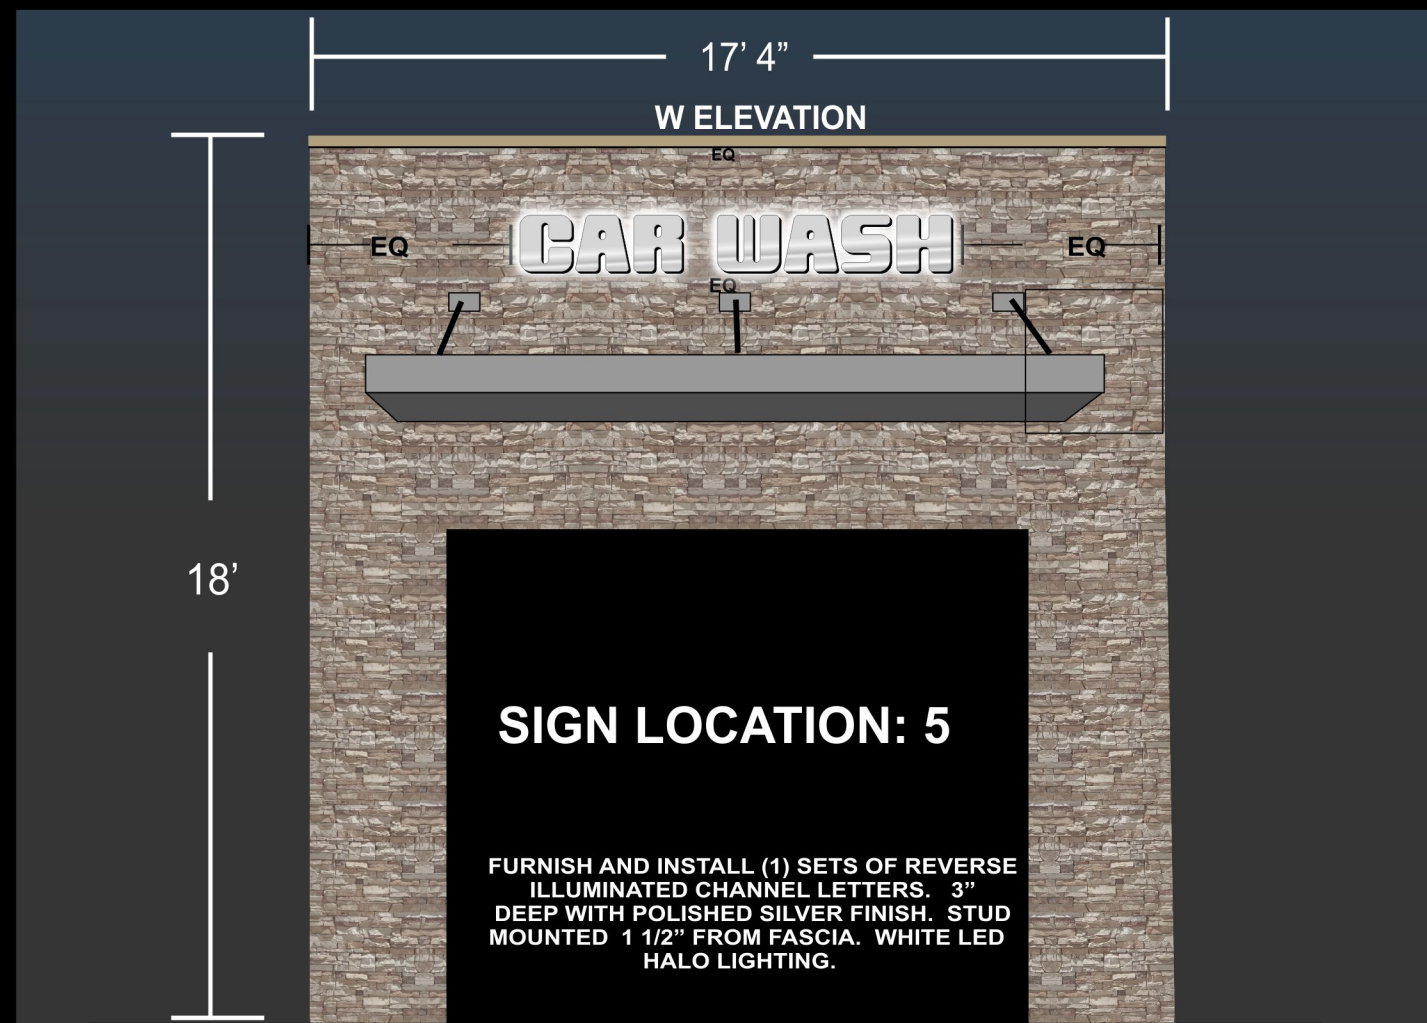 17’ 4”
W ELEVATION
EQ
CAR WASH
EQ
EQ
EQ
18’
SIGN LOCATION: 5
FURNISH AND INSTALL (1) SETS OF REVERSE
ILLUMINATED CHANNEL LETTERS. 3”
DEEP WITH POLISHED SILVER FINISH. STUD
MOUNTED 1 1/2” FROM FASCIA. WHITE LED
HALO LIGHTING.